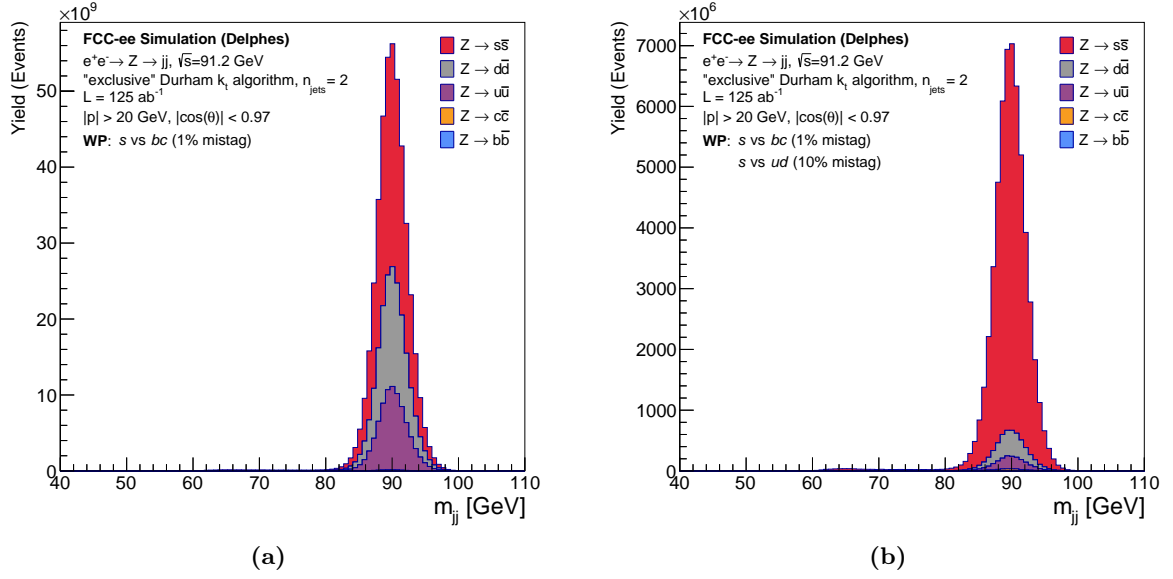 ×10⁹
Yield (Events)
50
40
30
20
10
0
FCC-ee Simulation (Delphes)
e⁺e⁻→ Z → jj, √s=91.2 GeV
"exclusive" Durham kₜ algorithm, n_jets = 2
L = 125 ab⁻¹
|p| > 20 GeV, |cos(θ)| < 0.97
WP: s vs bc (1% mistag)
Z → ss̄
Z → dd̄
Z → uū
Z → cc̄
Z → bb̄
40 50 60 70 80 90 100 110
m_jj [GeV]
(a)
×10⁶
Yield (Events)
7000
6000
5000
4000
3000
2000
1000
0
FCC-ee Simulation (Delphes)
e⁺e⁻→ Z → jj, √s=91.2 GeV
"exclusive" Durham kₜ algorithm, n_jets = 2
L = 125 ab⁻¹
|p| > 20 GeV, |cos(θ)| < 0.97
WP: s vs bc (1% mistag)
s vs ud (10% mistag)
Z → ss̄
Z → dd̄
Z → uū
Z → cc̄
Z → bb̄
40 50 60 70 80 90 100 110
m_jj [GeV]
(b)